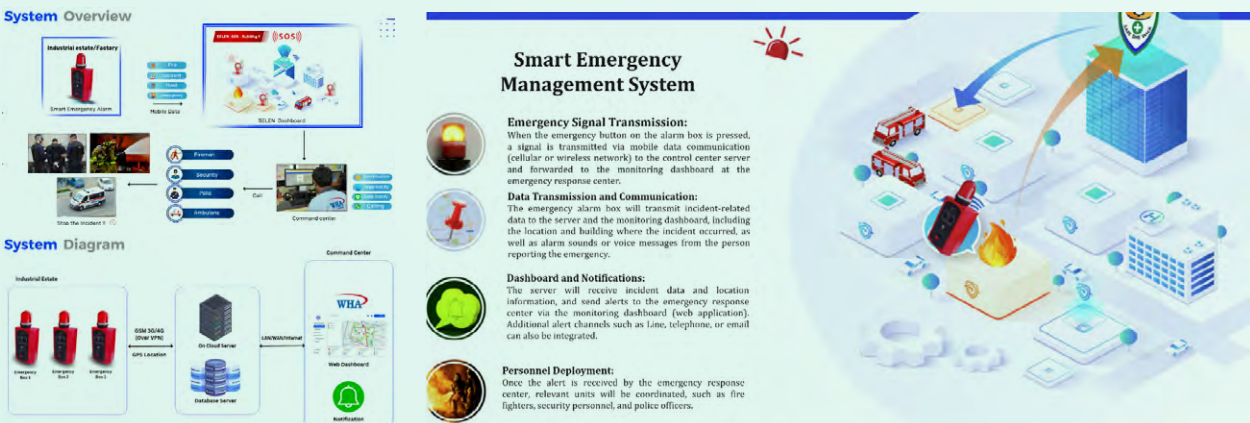 System Overview
Industrial estate/Factory
Smart Emergency Alarm
Fire
Mobile Data
((SOS))
SELEN Dashboard
Fireman
Security
Police
Ambulance
Call
WHA
Command center
Stop the Incident !!
System Diagram
Command Center
Industrial Estate
Emergency
Box 1
Emergency
Box 2
Emergency
GSM 3G/4G
(Over VPN)
GPS Location
On Cloud Server
Database Server
LAN/WAN/Internet
WHA
Web Dashboard
Notification
Smart Emergency
Management System
Emergency Signal Transmission:
When the emergency button on the alarm box is pressed,
a signal is transmitted via mobile data communication
(cellular or wireless network) to the control center server
and forwarded to the monitoring dashboard at the
emergency response center.
Data Transmission and Communication:
The emergency alarm box will transmit incident-related
data to the server and the monitoring dashboard, including
the location and building where the incident occurred, as
well as alarm sounds or voice messages from the person
reporting the emergency.
Dashboard and Notifications:
The server will receive incident data and location
information, and send alerts to the emergency response
center via the monitoring dashboard (web application).
Additional alert channels such as Line, telephone, or email
can also be integrated.
Personnel Deployment:
Once the alert is received by the emergency response
center, relevant units will be coordinated, such as fire
fighters, security personnel, and police officers.
H